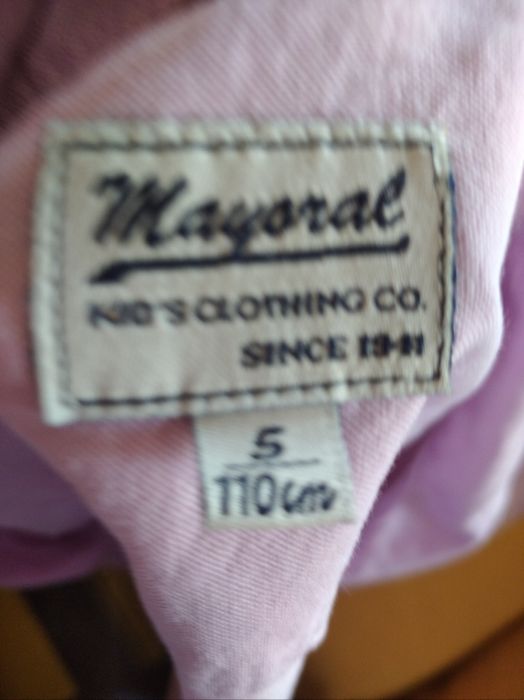 Mayoral
KID'S CLOTHING CO.
SINCE 1941
5
110cm